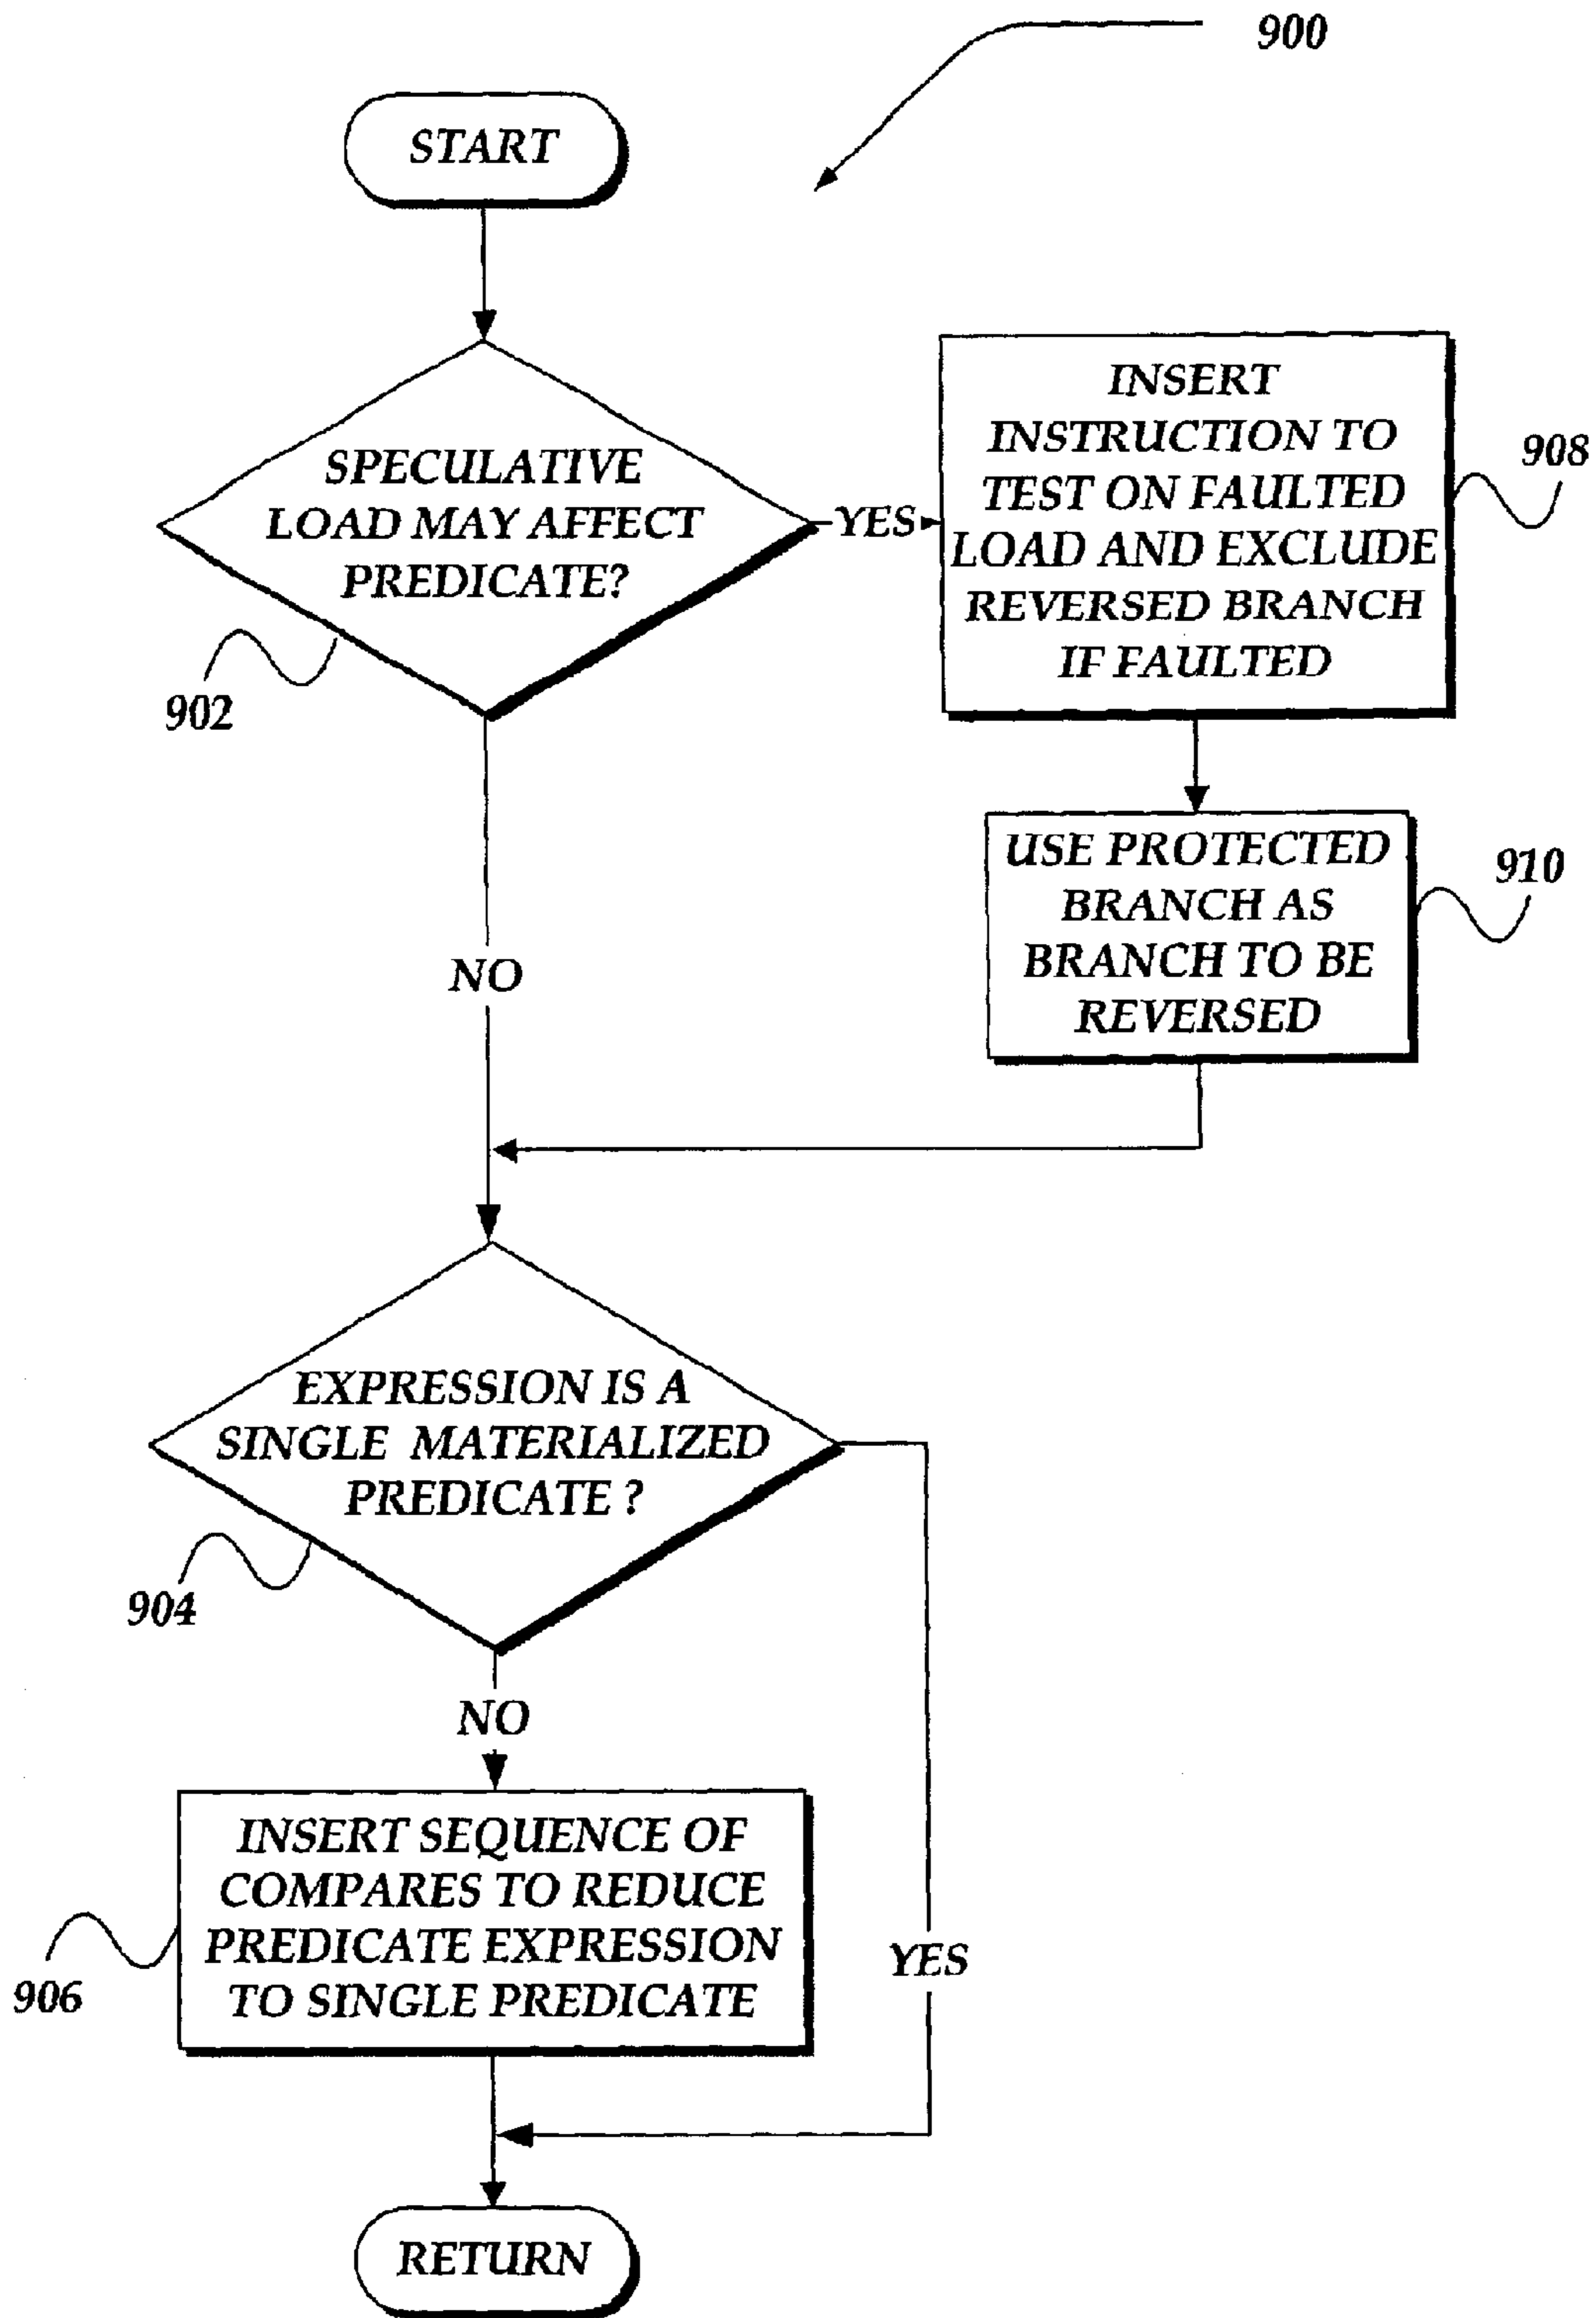 900
START
SPECULATIVE
LOAD MAY AFFECT
PREDICATE?
902
YES
INSERT
INSTRUCTION TO
TEST ON FAULTED
LOAD AND EXCLUDE
REVERSED BRANCH
IF FAULTED
908
USE PROTECTED
BRANCH AS
BRANCH TO BE
REVERSED
910
NO
EXPRESSION IS A
SINGLE MATERIALIZED
PREDICATE ?
904
NO
INSERT SEQUENCE OF
COMPARES TO REDUCE
PREDICATE EXPRESSION
TO SINGLE PREDICATE
906
YES
RETURN